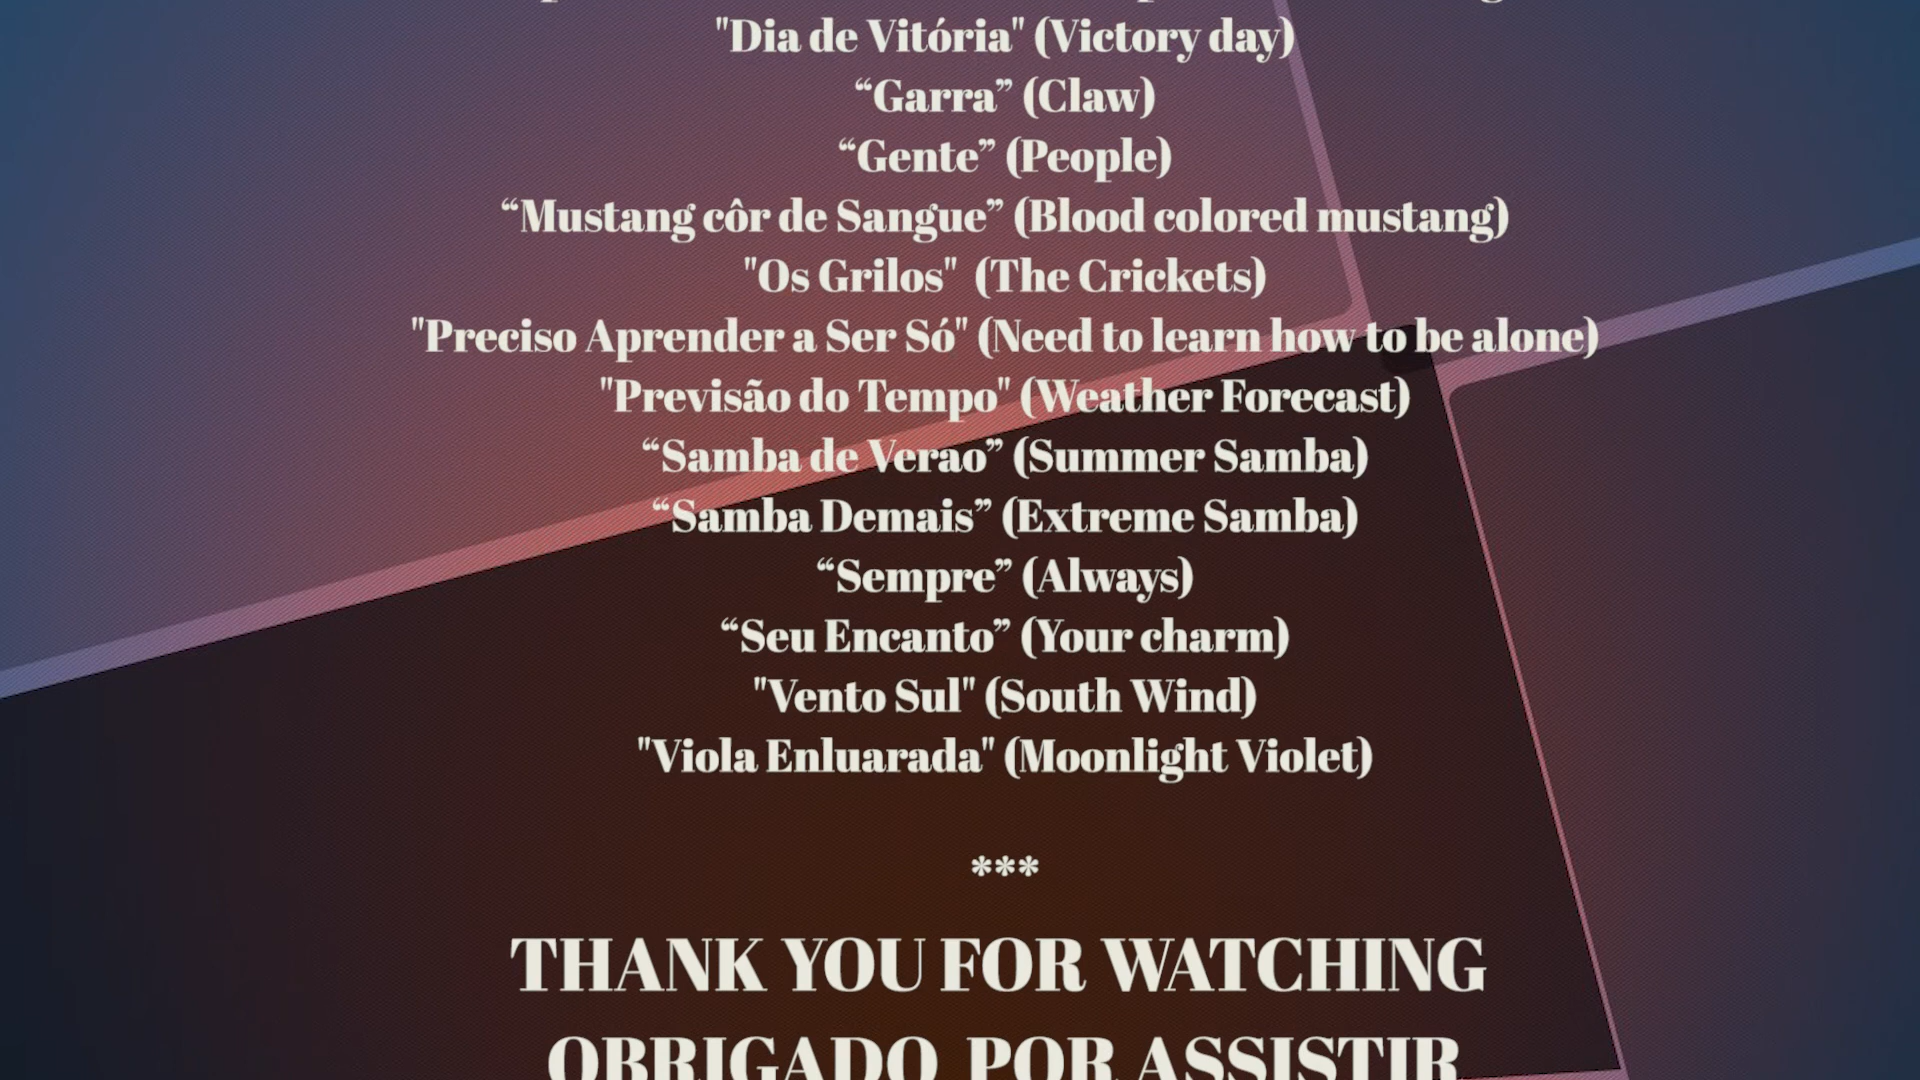 "Dia de Vitória" (Victory day)
“Garra” (Claw)
“Gente” (People)
“Mustang côr de Sangue” (Blood colored mustang)
"Os Grilos"  (The Crickets)
"Preciso Aprender a Ser Só" (Need to learn how to be alone)
"Previsão do Tempo" (Weather Forecast)
“Samba de Verao” (Summer Samba)
“Samba Demais” (Extreme Samba)
“Sempre” (Always)
“Seu Encanto” (Your charm)
"Vento Sul" (South Wind)
"Viola Enluarada" (Moonlight Violet)
***
THANK YOU FOR WATCHING
OBRIGADO POR ASSISTIR